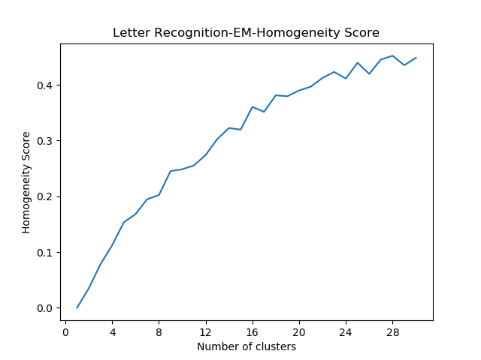 Letter Recognition-EM-Homogeneity Score
Homogeneity Score
0.4
0.3
0.2
0.1
0.0
0 4 8 12 16 20 24 28
Number of clusters